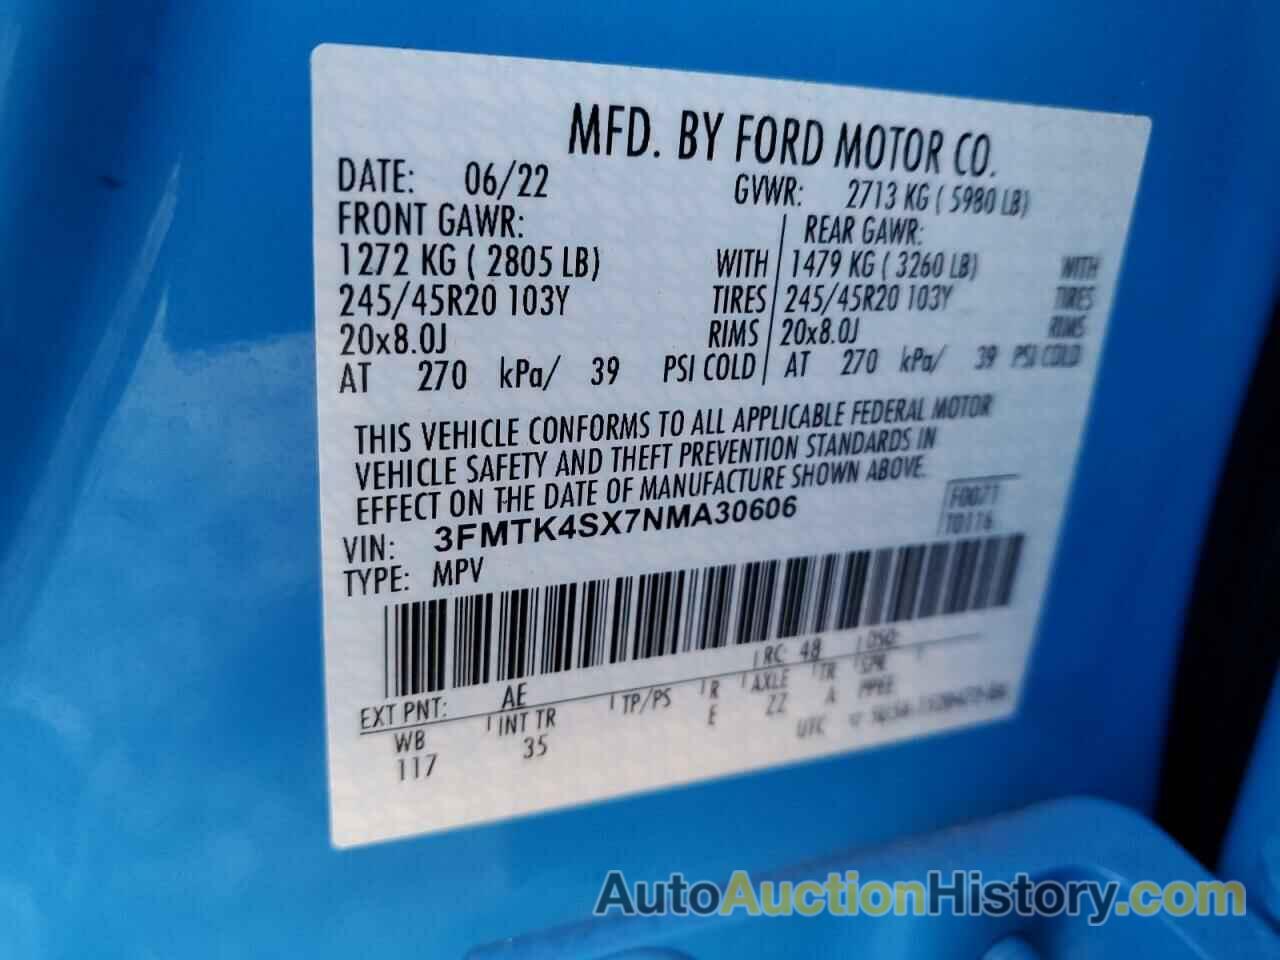 MFD. BY FORD MOTOR CO.
DATE: 06/22 GVWR: 2713 KG ( 5980 LB)
FRONT GAWR: REAR GAWR:
1272 KG ( 2805 LB) WITH 1479 KG ( 3260 LB) WITH
245/45R20 103Y TIRES 245/45R20 103Y TIRES
20x8.0J RIMS 20x8.0J RIMS
AT 270 kPa/ 39 PSI COLD AT 270 kPa/ 39 PSI COLD
THIS VEHICLE CONFORMS TO ALL APPLICABLE FEDERAL MOTOR
VEHICLE SAFETY AND THEFT PREVENTION STANDARDS IN
EFFECT ON THE DATE OF MANUFACTURE SHOWN ABOVE.
VIN: 3FMTK4SX7NMA30606
F0071
T0116
TYPE: MPV
EXT PNT: AE RC: 48 DSO:
WB INT TR TP/PS R AXLE TR SPR
117 35 E ZZ A PPEE
UTC
AutoAuctionHistory.com